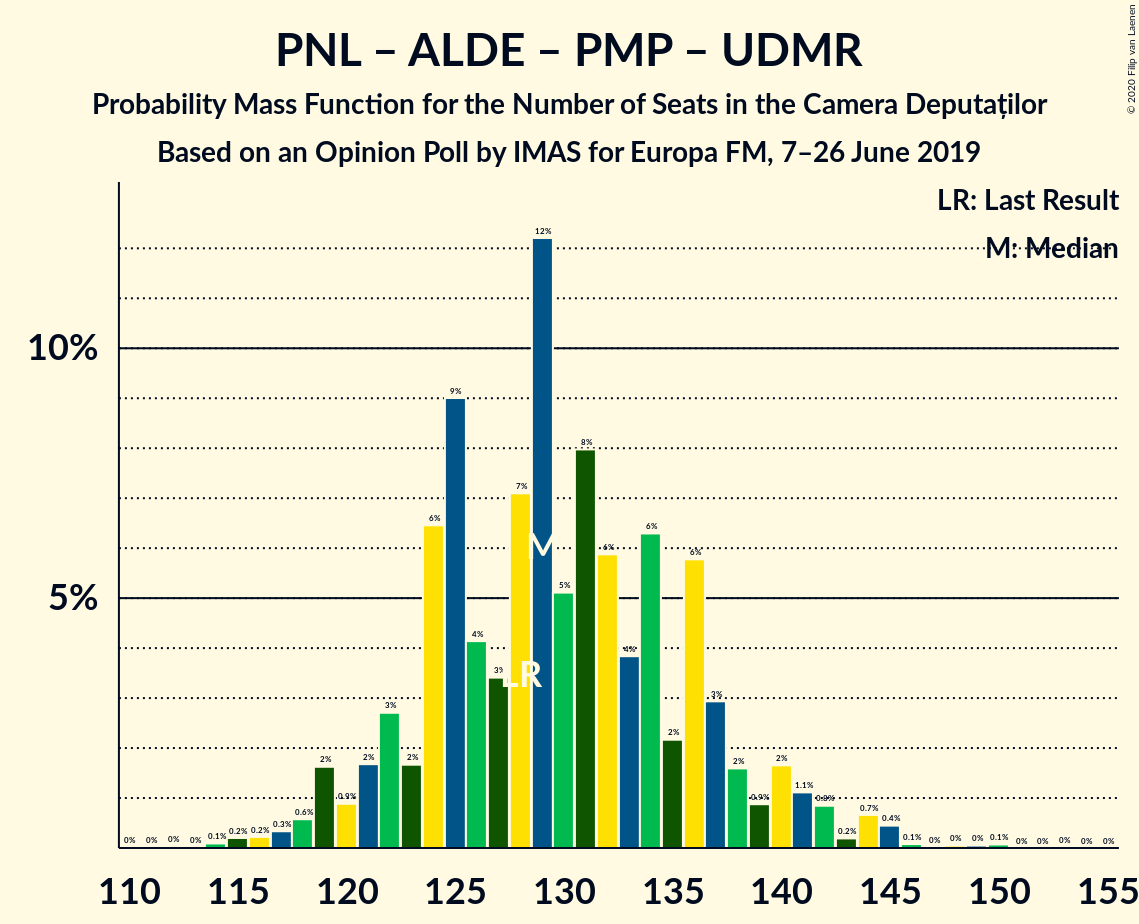 PNL – ALDE – PMP – UDMR
Probability Mass Function for the Number of Seats in the Camera Deputaților
Based on an Opinion Poll by IMAS for Europa FM, 7–26 June 2019
© 2020 Filip van Laenen
LR: Last Result
M: Median
10%
5%
0% 0% 0% 0% 0.1% 0.2% 0.2% 0.3% 0.6% 2% 0.9% 2% 3% 2% 6% 9% 4% 3% 7% 12% 5% 8% 6% 4% 6% 2% 6% 3% 2% 0.9% 2% 1.1% 0.8% 0.2% 0.7% 0.4% 0.1% 0% 0% 0% 0.1% 0% 0% 0% 0% 0%
M
LR
110 115 120 125 130 135 140 145 150 155